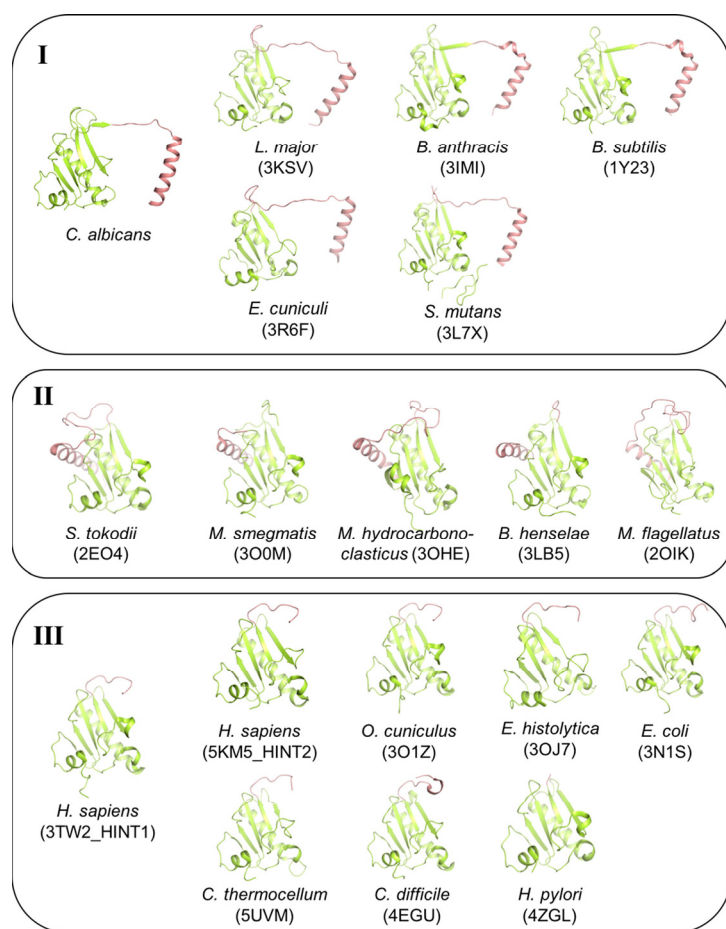 I
C. albicans
L. major
(3KSV)
B. anthracis
(3IMI)
B. subtilis
(1Y23)
E. cuniculi
(3R6F)
S. mutans
(3L7X)
II
S. tokodii
(2EO4)
M. smegmatis
(3O0M)
M. hydrocarbono-
clasticus (3OHE)
B. henselae
(3LB5)
M. flagellatus
(2OIK)
III
H. sapiens
(3TW2_HINT1)
H. sapiens
(5KM5_HINT2)
O. cuniculus
(3O1Z)
E. histolytica
(3OJ7)
E. coli
(3N1S)
C. thermocellum
(5UVM)
C. difficile
(4EGU)
H. pylori
(4ZGL)